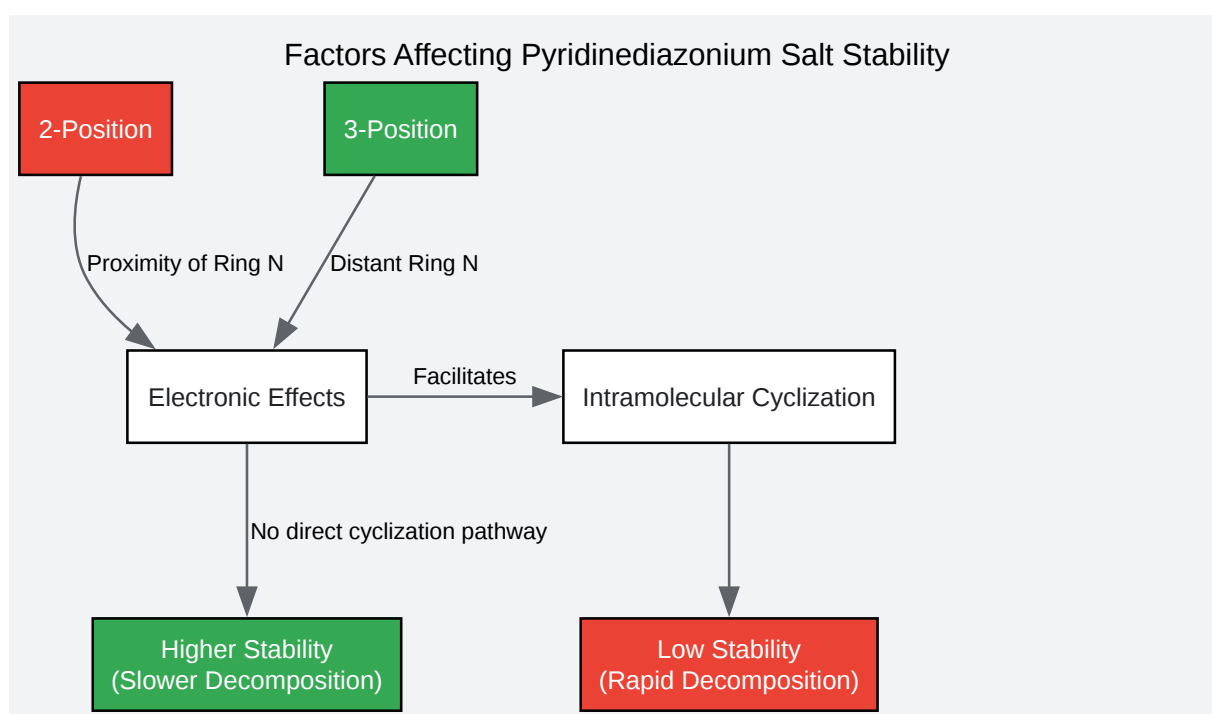 Factors Affecting Pyridinediazonium Salt Stability
2-Position
3-Position
Proximity of Ring N
Distant Ring N
Electronic Effects
Facilitates
Intramolecular Cyclization
No direct cyclization pathway
Higher Stability
(Slower Decomposition)
Low Stability
(Rapid Decomposition)